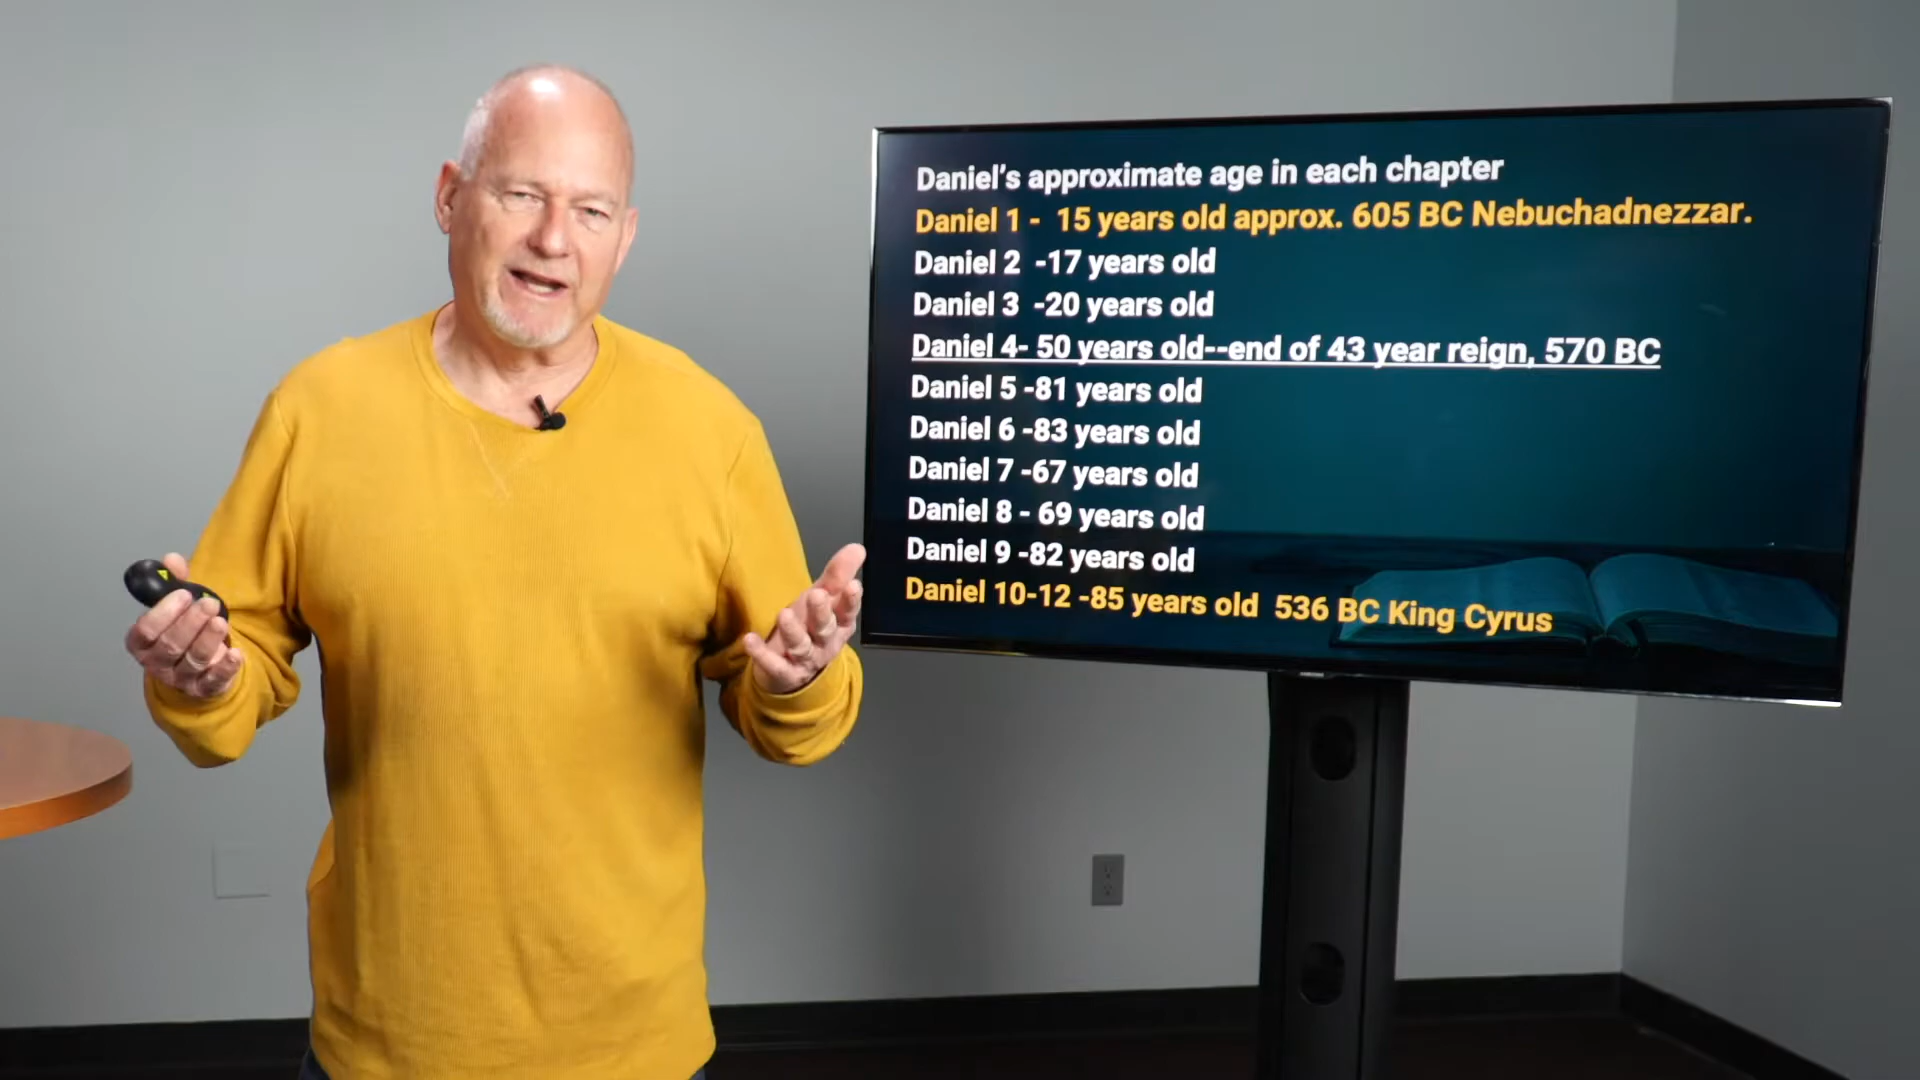 Daniel's approximate age in each chapter
Daniel 1 -  15 years old approx. 605 BC Nebuchadnezzar.
Daniel 2  -17 years old
Daniel 3  -20 years old
Daniel 4- 50 years old--end of 43 year reign, 570 BC
Daniel 5 -81 years old
Daniel 6 -83 years old
Daniel 7 -67 years old
Daniel 8 - 69 years old
Daniel 9 -82 years old
Daniel 10-12 -85 years old  536 BC King Cyrus